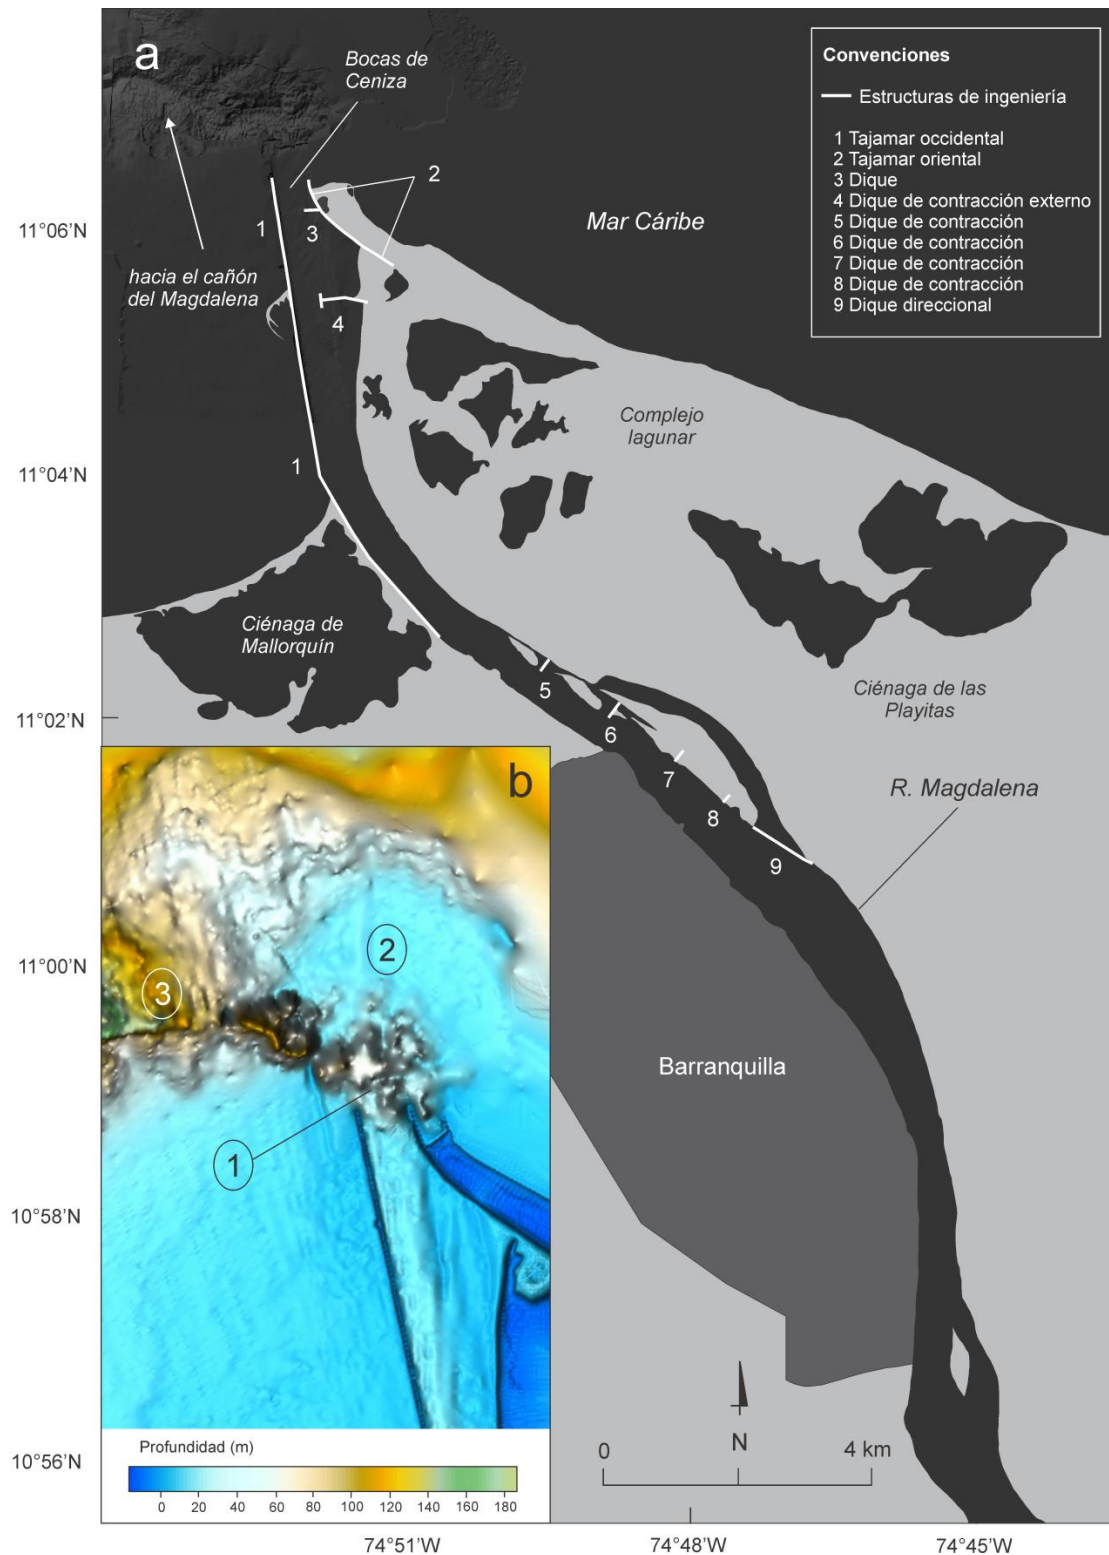 a
Bocas de
Ceniza
Convenciones
Estructuras de ingeniería
1 Tajamar occidental
2 Tajamar oriental
3 Dique
4 Dique de contracción externo
5 Dique de contracción
6 Dique de contracción
7 Dique de contracción
8 Dique de contracción
9 Dique direccional
2
11°06'N
1
3
Mar Cáribe
hacia el cañón
del Magdalena
4
Complejo
lagunar
11°04'N
1
Ciénaga de
Mallorquín
5
Ciénaga de las
Playitas
11°02'N
6
b
7
R. Magdalena
8
9
2
11°00'N
3
Barranquilla
1
10°58'N
Profundidad (m)
0 20 40 60 80 100 120 140 160 180
10°56'N
0
N
4 km
74°51'W
74°48'W
74°45'W